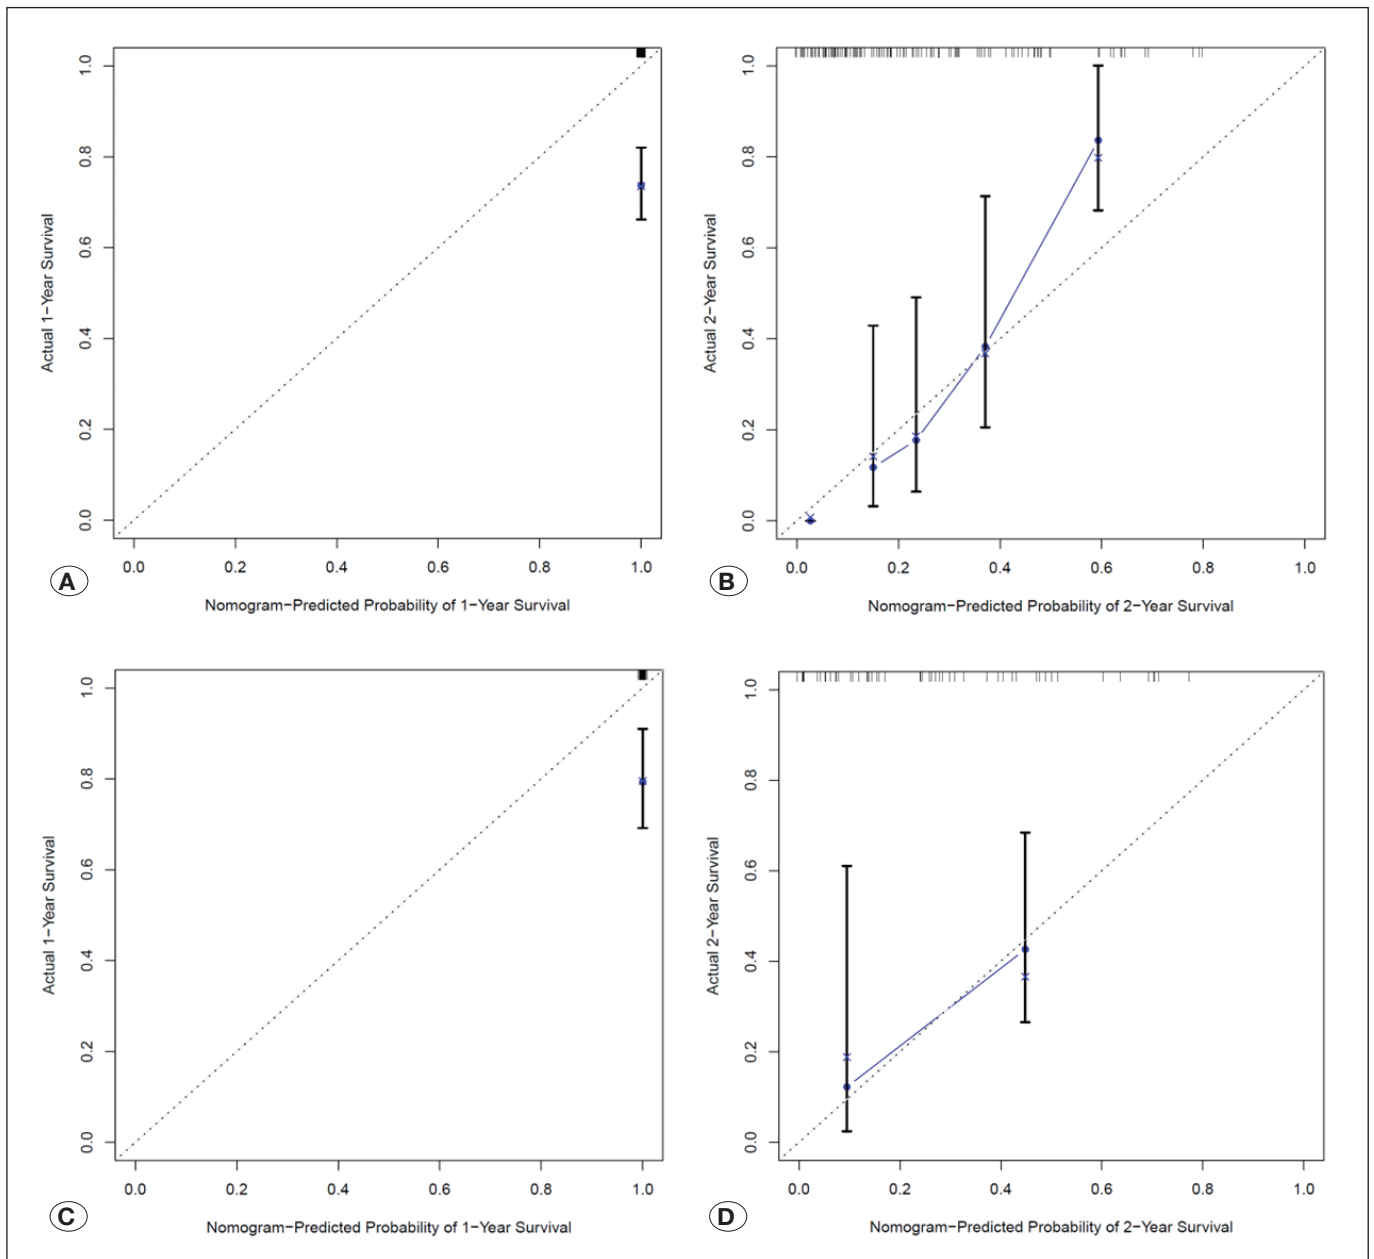 Actual 1−Year Survival
1.0
0.8
0.6
0.4
0.2
0.0
0.0 0.2 0.4 0.6 0.8 1.0
A
Nomogram−Predicted Probability of 1−Year Survival
Actual 2−Year Survival
1.0
0.8
0.6
0.4
0.2
0.0
0.0 0.2 0.4 0.6 0.8 1.0
B
Nomogram−Predicted Probability of 2−Year Survival
Actual 1−Year Survival
1.0
0.8
0.6
0.4
0.2
0.0
0.0 0.2 0.4 0.6 0.8 1.0
C
Nomogram−Predicted Probability of 1−Year Survival
Actual 2−Year Survival
1.0
0.8
0.6
0.4
0.2
0.0
0.0 0.2 0.4 0.6 0.8 1.0
D
Nomogram−Predicted Probability of 2−Year Survival